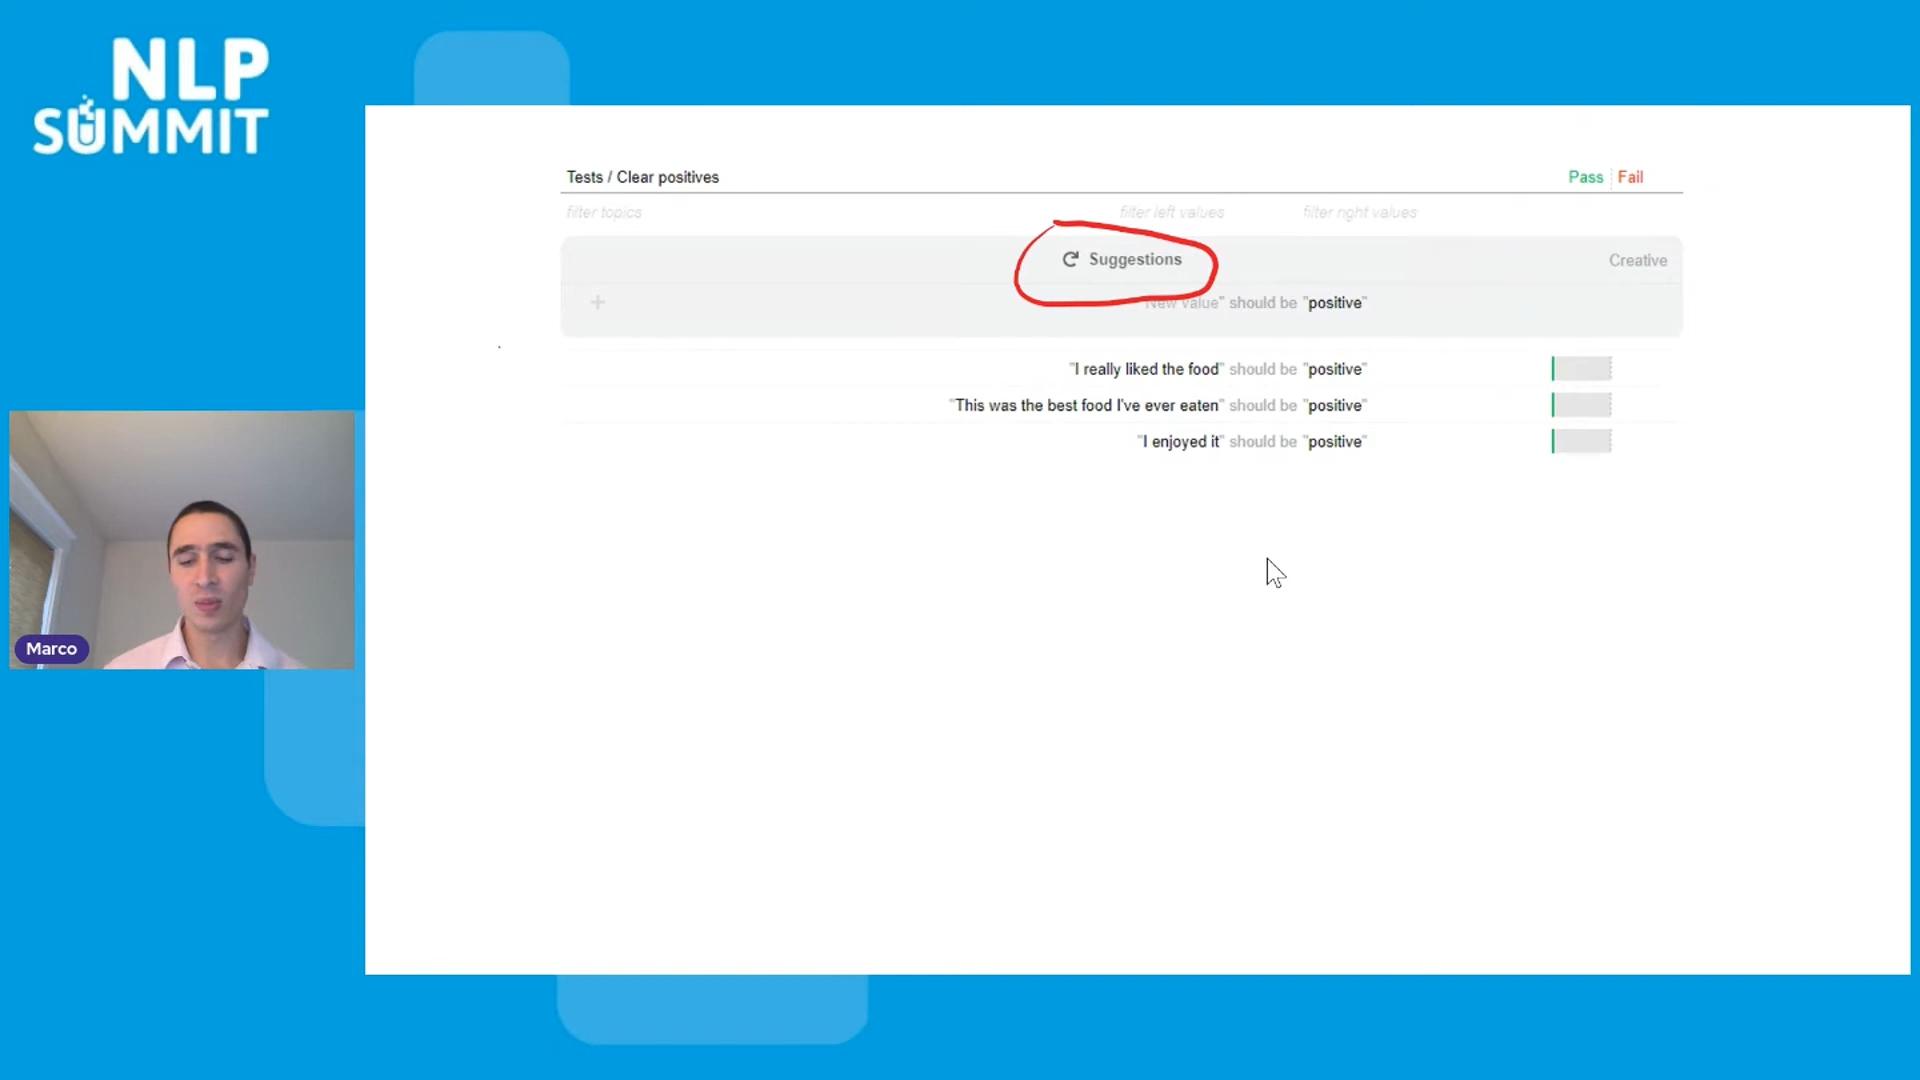 NLP
SUMMIT
Tests / Clear positives
Pass Fail
filter topics
filter left values
filter right values
Suggestions
Creative
+
New value" should be "positive"
"I really liked the food" should be "positive"
"This was the best food I've ever eaten" should be "positive"
"I enjoyed it" should be "positive"
Marco